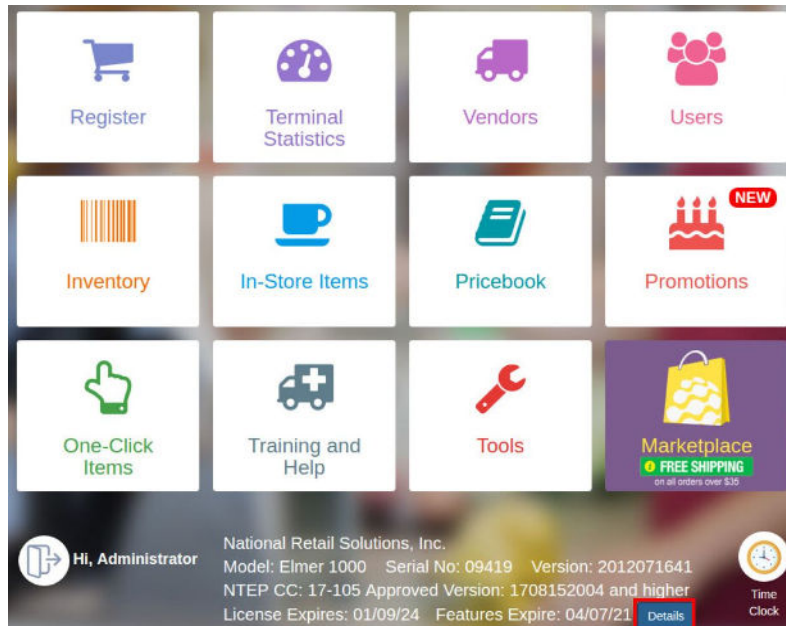 Register
Terminal
Statistics
Vendors
Users
Inventory
In-Store Items
Pricebook
NEW
Promotions
One-Click
Items
Training and
Help
Tools
Marketplace
FREE SHIPPING
on all orders over $35
Hi, Administrator
National Retail Solutions, Inc.
Model: Elmer 1000 Serial No: 09419 Version: 2012071641
NTEP CC: 17-105 Approved Version: 1708152004 and higher
License Expires: 01/09/24 Features Expire: 04/07/21 Details
Time
Clock